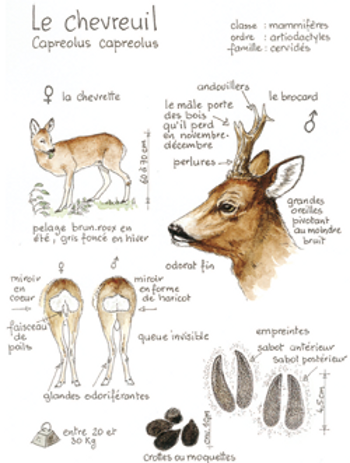 Le chevreuil
Capreolus capreolus
classe : mammifères
ordre : artiodactyles
famille : cervidés
♀ la chevrette
andouillers
le brocard
♂
le mâle porte
des bois
qu'il perd
en novembre-
décembre
perlures
60 à 70 cm
grandes
oreilles
pivotant
au moindre
bruit
pelage brun.roux en
été, gris foncé en hiver
odorat fin
♀
♂
miroir
en
coeur
miroir
en forme
de haricot
faisceau
de
poils
queue invisible
glandes odoriférantes
empreintes
sabot antérieur
sabot postérieur
4,5 cm
entre 20 et
30 Kg
crottes ou moquettes